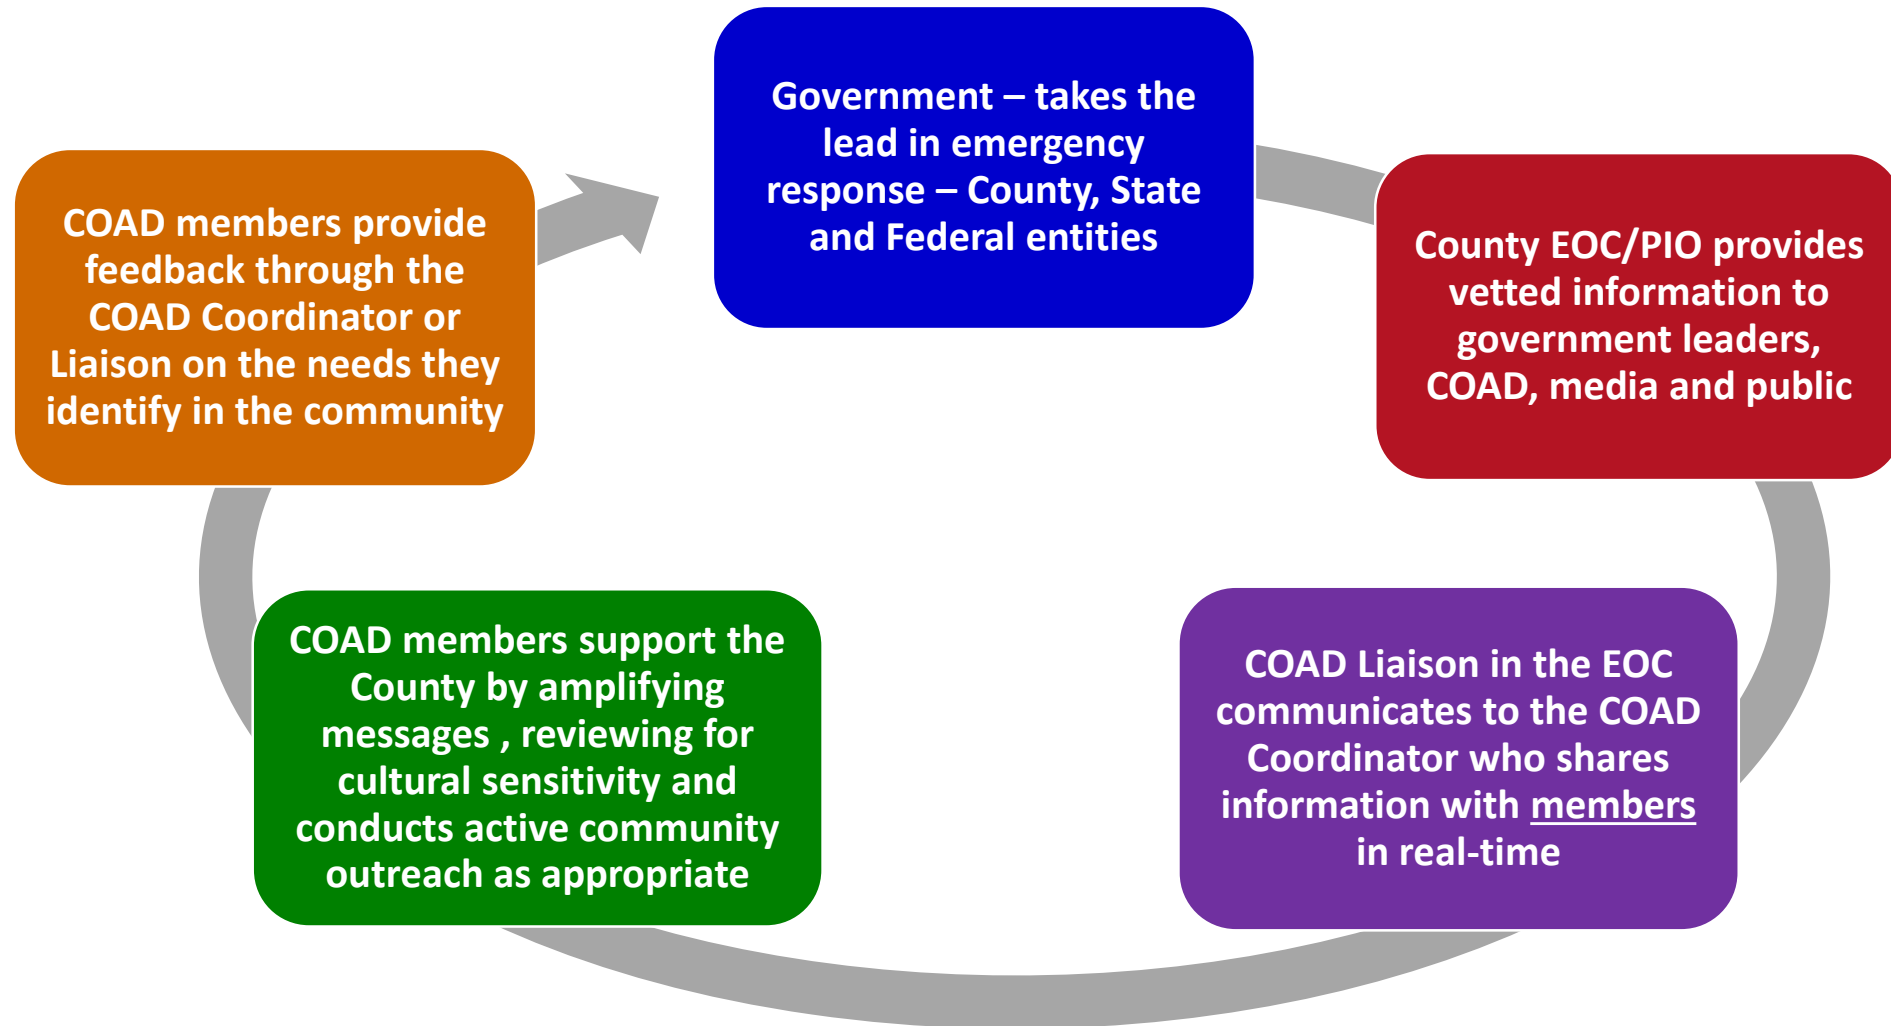 Government – takes the
lead in emergency
response – County, State
and Federal entities
County EOC/PIO provides
vetted information to
government leaders,
COAD, media and public
COAD Liaison in the EOC
communicates to the COAD
Coordinator who shares
information with members
in real-time
COAD members support the
County by amplifying
messages , reviewing for
cultural sensitivity and
conducts active community
outreach as appropriate
COAD members provide
feedback through the
COAD Coordinator or
Liaison on the needs they
identify in the community